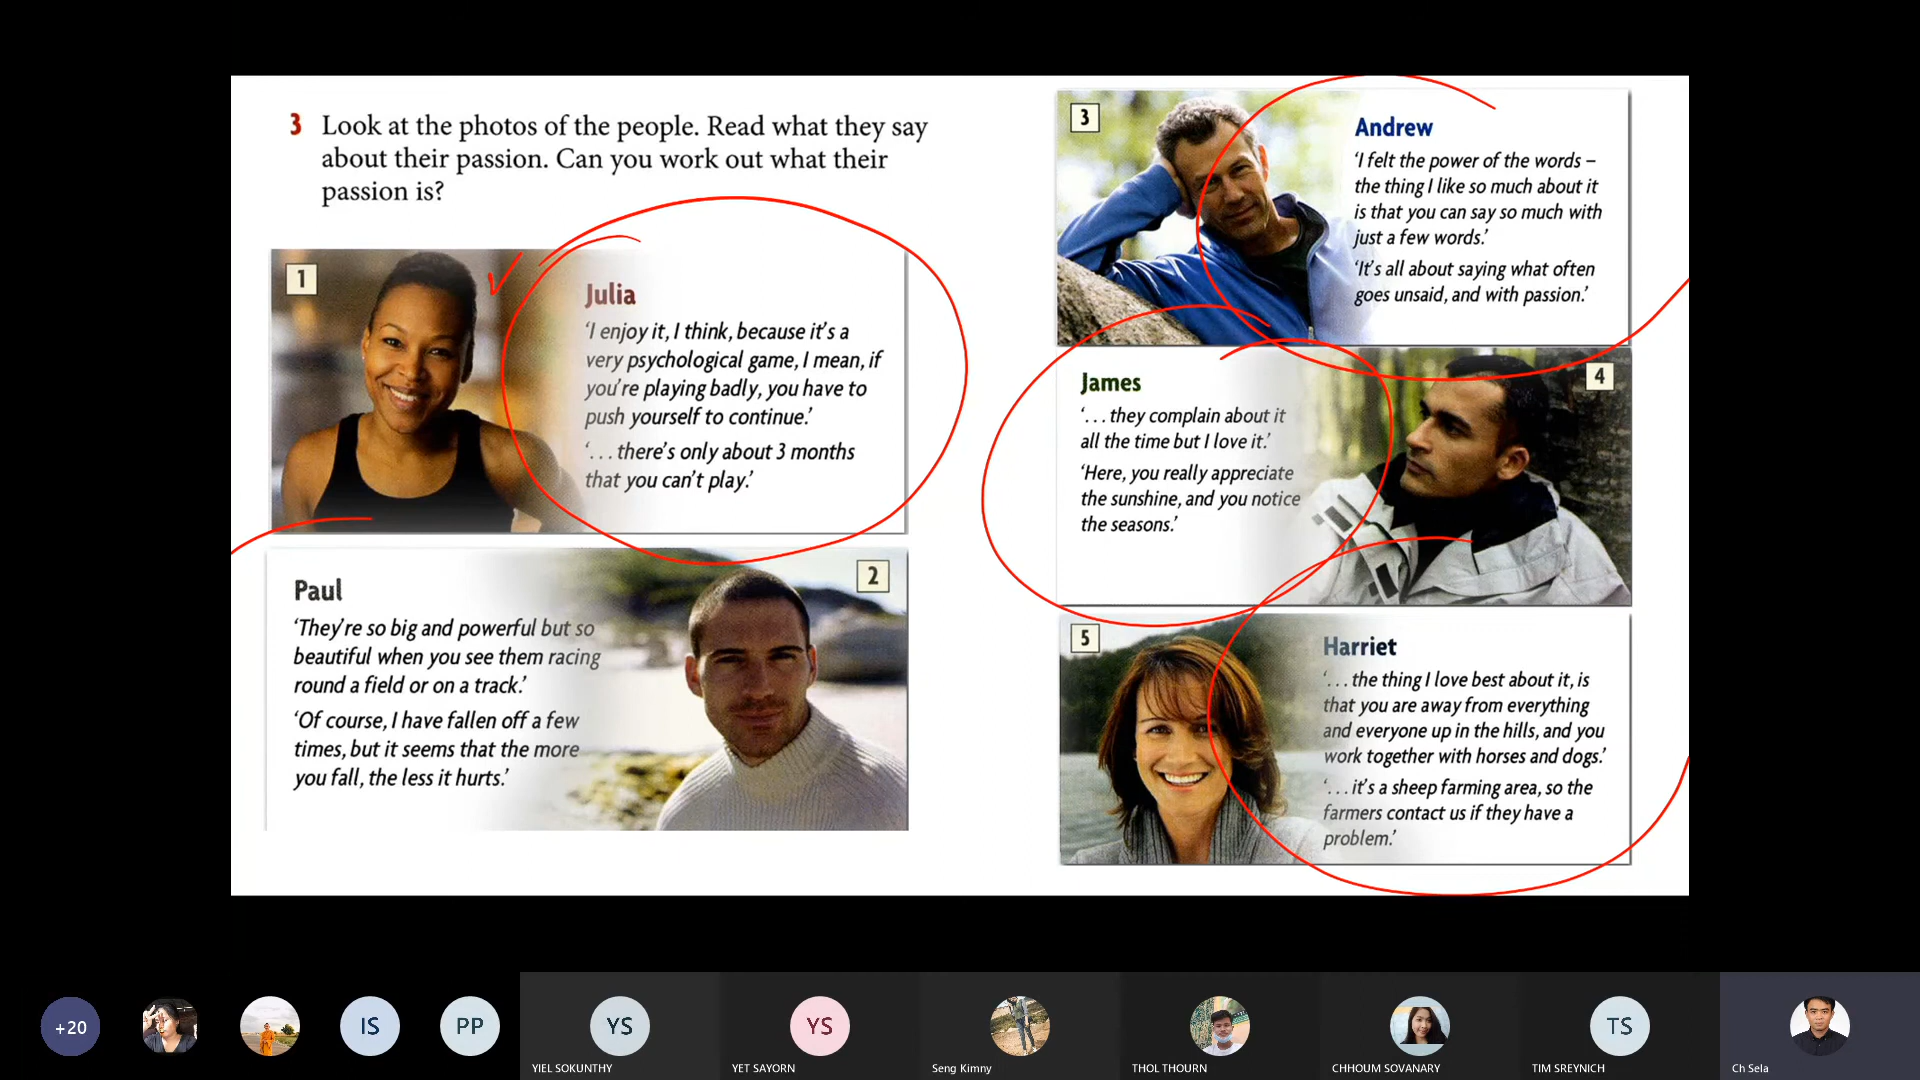 3 Look at the photos of the people. Read what they say
about their passion. Can you work out what their
passion is?
1
Julia
‘I enjoy it, I think, because it’s a
very psychological game, I mean, if
you’re playing badly, you have to
push yourself to continue.’
‘. . . there’s only about 3 months
that you can’t play.’
2
Paul
‘They’re so big and powerful but so
beautiful when you see them racing
round a field or on a track.’
‘Of course, I have fallen off a few
times, but it seems that the more
you fall, the less it hurts.’
3
Andrew
‘I felt the power of the words –
the thing I like so much about it
is that you can say so much with
just a few words.’
‘It’s all about saying what often
goes unsaid, and with passion.’
4
James
‘. . . they complain about it
all the time but I love it.’
‘Here, you really appreciate
the sunshine, and you notice
the seasons.’
5
Harriet
‘. . . the thing I love best about it, is
that you are away from everything
and everyone up in the hills, and you
work together with horses and dogs.’
‘. . . it’s a sheep farming area, so the
farmers contact us if they have a
problem.’
+20
IS
PP
YS
YIEL SOKUNTHY
YS
YET SAYORN
Seng Kimny
THOL THOURN
CHHOUM SOVANARY
TS
TIM SREYNICH
Ch Sela